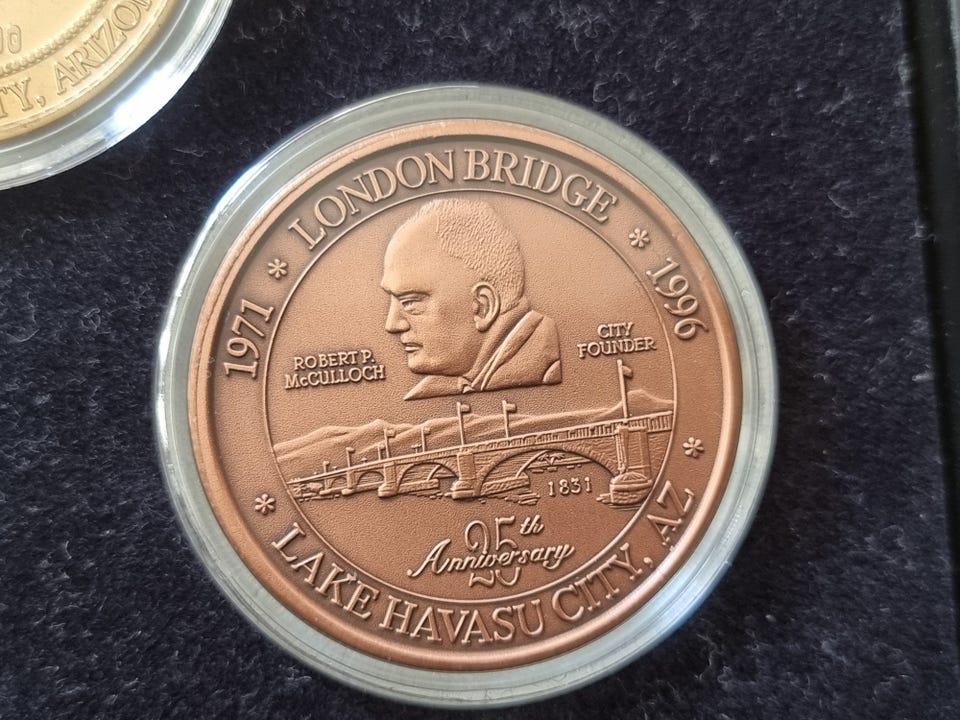 TY, ARIZO
LONDON BRIDGE
1971
1996
ROBERT P.
McCULLOCH
CITY
FOUNDER
1831
25th
Anniversary
LAKE HAVASU CITY, AZ